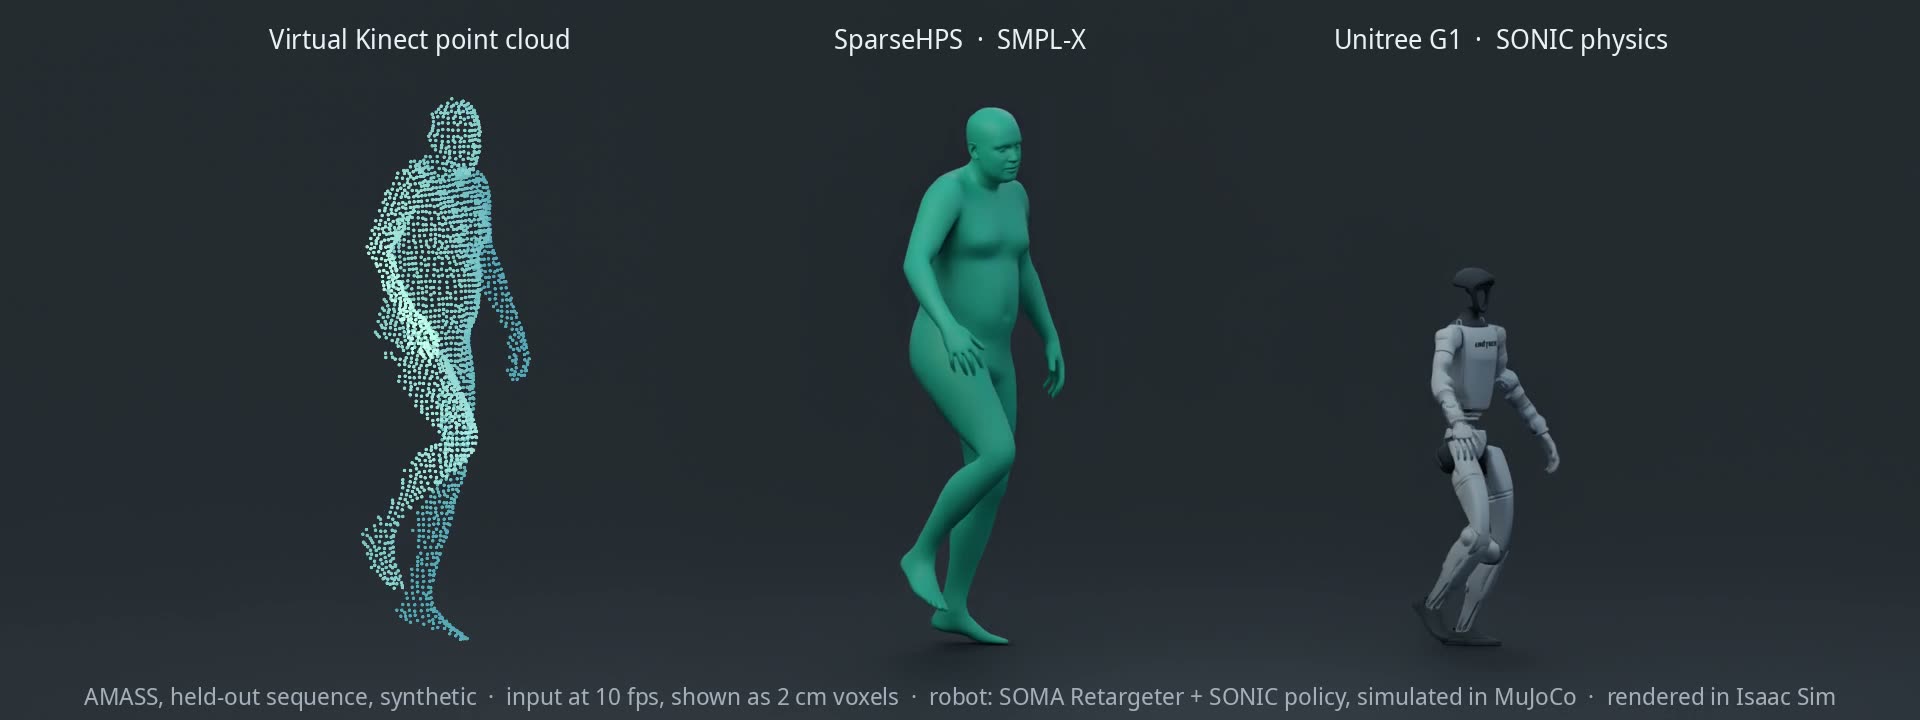 Virtual Kinect point cloud
SparseHPS · SMPL-X
Unitree G1 · SONIC physics
AMASS, held-out sequence, synthetic · input at 10 fps, shown as 2 cm voxels · robot: SOMA Retargeter + SONIC policy, simulated in MuJoCo · rendered in Isaac Sim